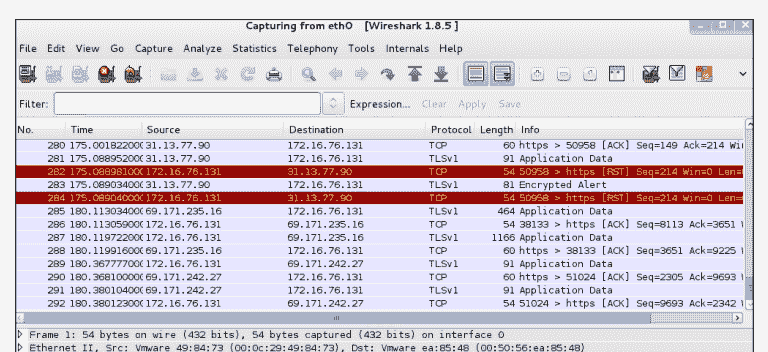 Capturing from eth0 [Wireshark 1.8.5 ]
File Edit View Go Capture Analyze Statistics Telephony Tools Internals Help
Filter: Expression... Clear Apply Save
No. Time Source Destination Protocol Length Info
280 175.00182200( 31.13.77.90 172.16.76.131 TCP 60 https > 50958 [ACK] Seq=149 Ack=214 Wi
281 175.08895200( 31.13.77.90 172.16.76.131 TLSv1 91 Application Data
282 175.08898100( 172.16.76.131 31.13.77.90 TCP 54 50958 > https [RST] Seq=214 Win=0 Len=
283 175.08903400( 31.13.77.90 172.16.76.131 TLSv1 81 Encrypted Alert
284 175.08904000( 172.16.76.131 31.13.77.90 TCP 54 50958 > https [RST] Seq=214 Win=0 Len=
285 180.11303400( 69.171.235.16 172.16.76.131 TLSv1 464 Application Data
286 180.11305900( 172.16.76.131 69.171.235.16 TCP 54 38133 > https [ACK] Seq=8113 Ack=3651
287 180.11972200( 172.16.76.131 69.171.235.16 TLSv1 1166 Application Data
288 180.11991600( 69.171.235.16 172.16.76.131 TCP 60 https > 38133 [ACK] Seq=3651 Ack=9225
289 180.36777700( 172.16.76.131 69.171.242.27 TLSv1 91 Application Data
290 180.36810000( 69.171.242.27 172.16.76.131 TCP 60 https > 51024 [ACK] Seq=2305 Ack=9693
291 180.38010400( 69.171.242.27 172.16.76.131 TLSv1 91 Application Data
292 180.38012300( 172.16.76.131 69.171.242.27 TCP 54 51024 > https [ACK] Seq=9693 Ack=2342
Frame 1: 54 bytes on wire (432 bits), 54 bytes captured (432 bits) on interface 0
Ethernet II, Src: Vmware 49:84:73 (00:0c:29:49:84:73), Dst: Vmware ea:85:48 (00:50:56:ea:85:48)